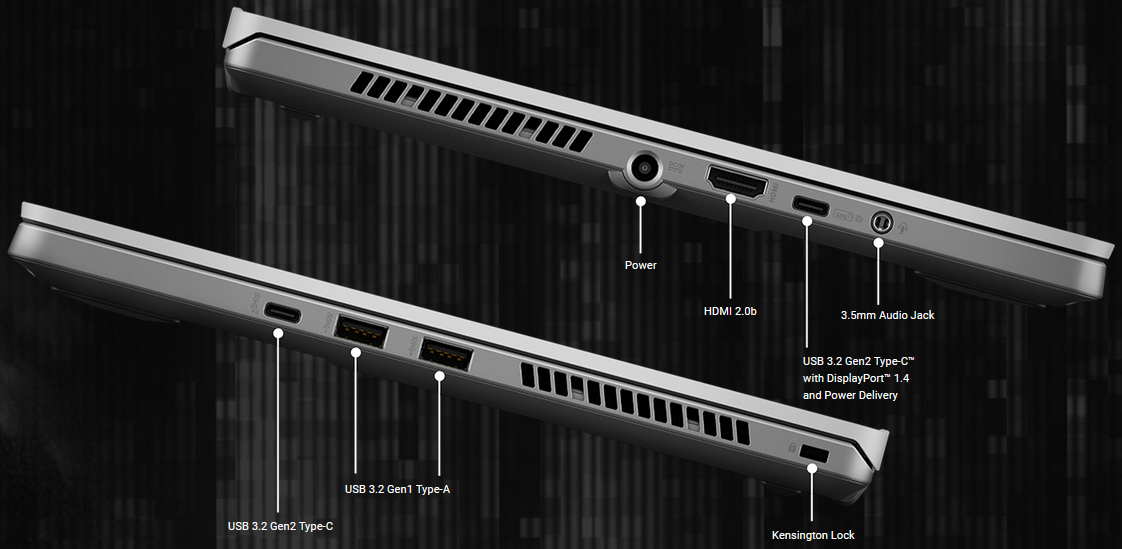 Power
HDMI 2.0b
3.5mm Audio Jack
USB 3.2 Gen2 Type-C™
with DisplayPort™ 1.4
and Power Delivery
HDMI
USB 3.2 Gen1 Type-A
USB 3.2 Gen2 Type-C
Kensington Lock